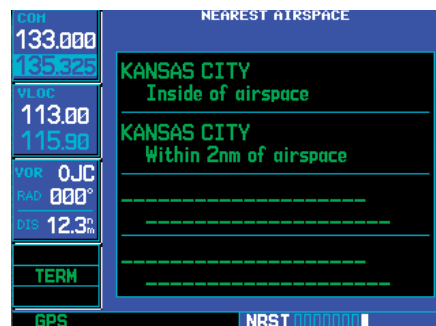 COM
133.000
135.325
VLOC
113.00
115.90
VOR OJC
RAD 000°
DIS 12.3nm
TERM
GPS
NEAREST AIRSPACE
KANSAS CITY
Inside of airspace
KANSAS CITY
Within 2nm of airspace
NRST